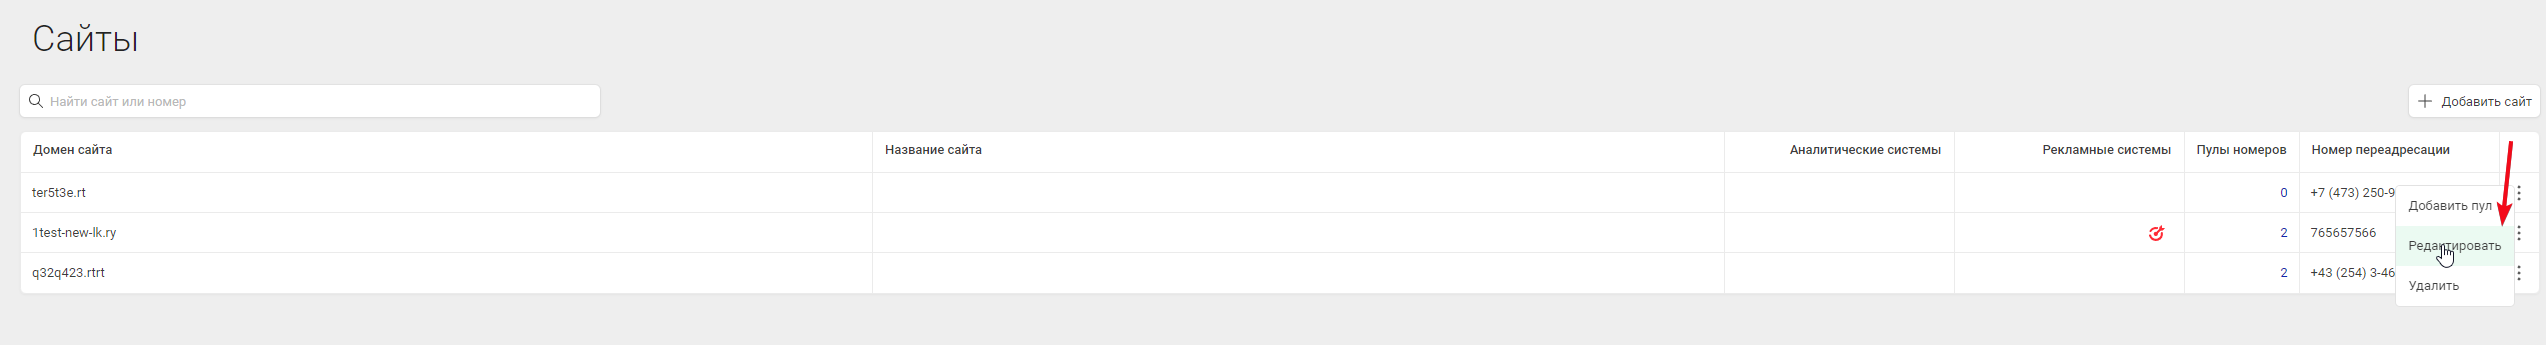 Сайты
Найти сайт или номер
Добавить сайт
Домен сайта Название сайта Аналитические системы Рекламные системы Пулы номеров Номер переадресации
ter5t3e.rt 0 +7 (473) 250-9
Добавить пул
1test-new-lk.ry 2 765657566
Редактировать
q32q423.rtrt 2 +43 (254) 3-46
Удалить